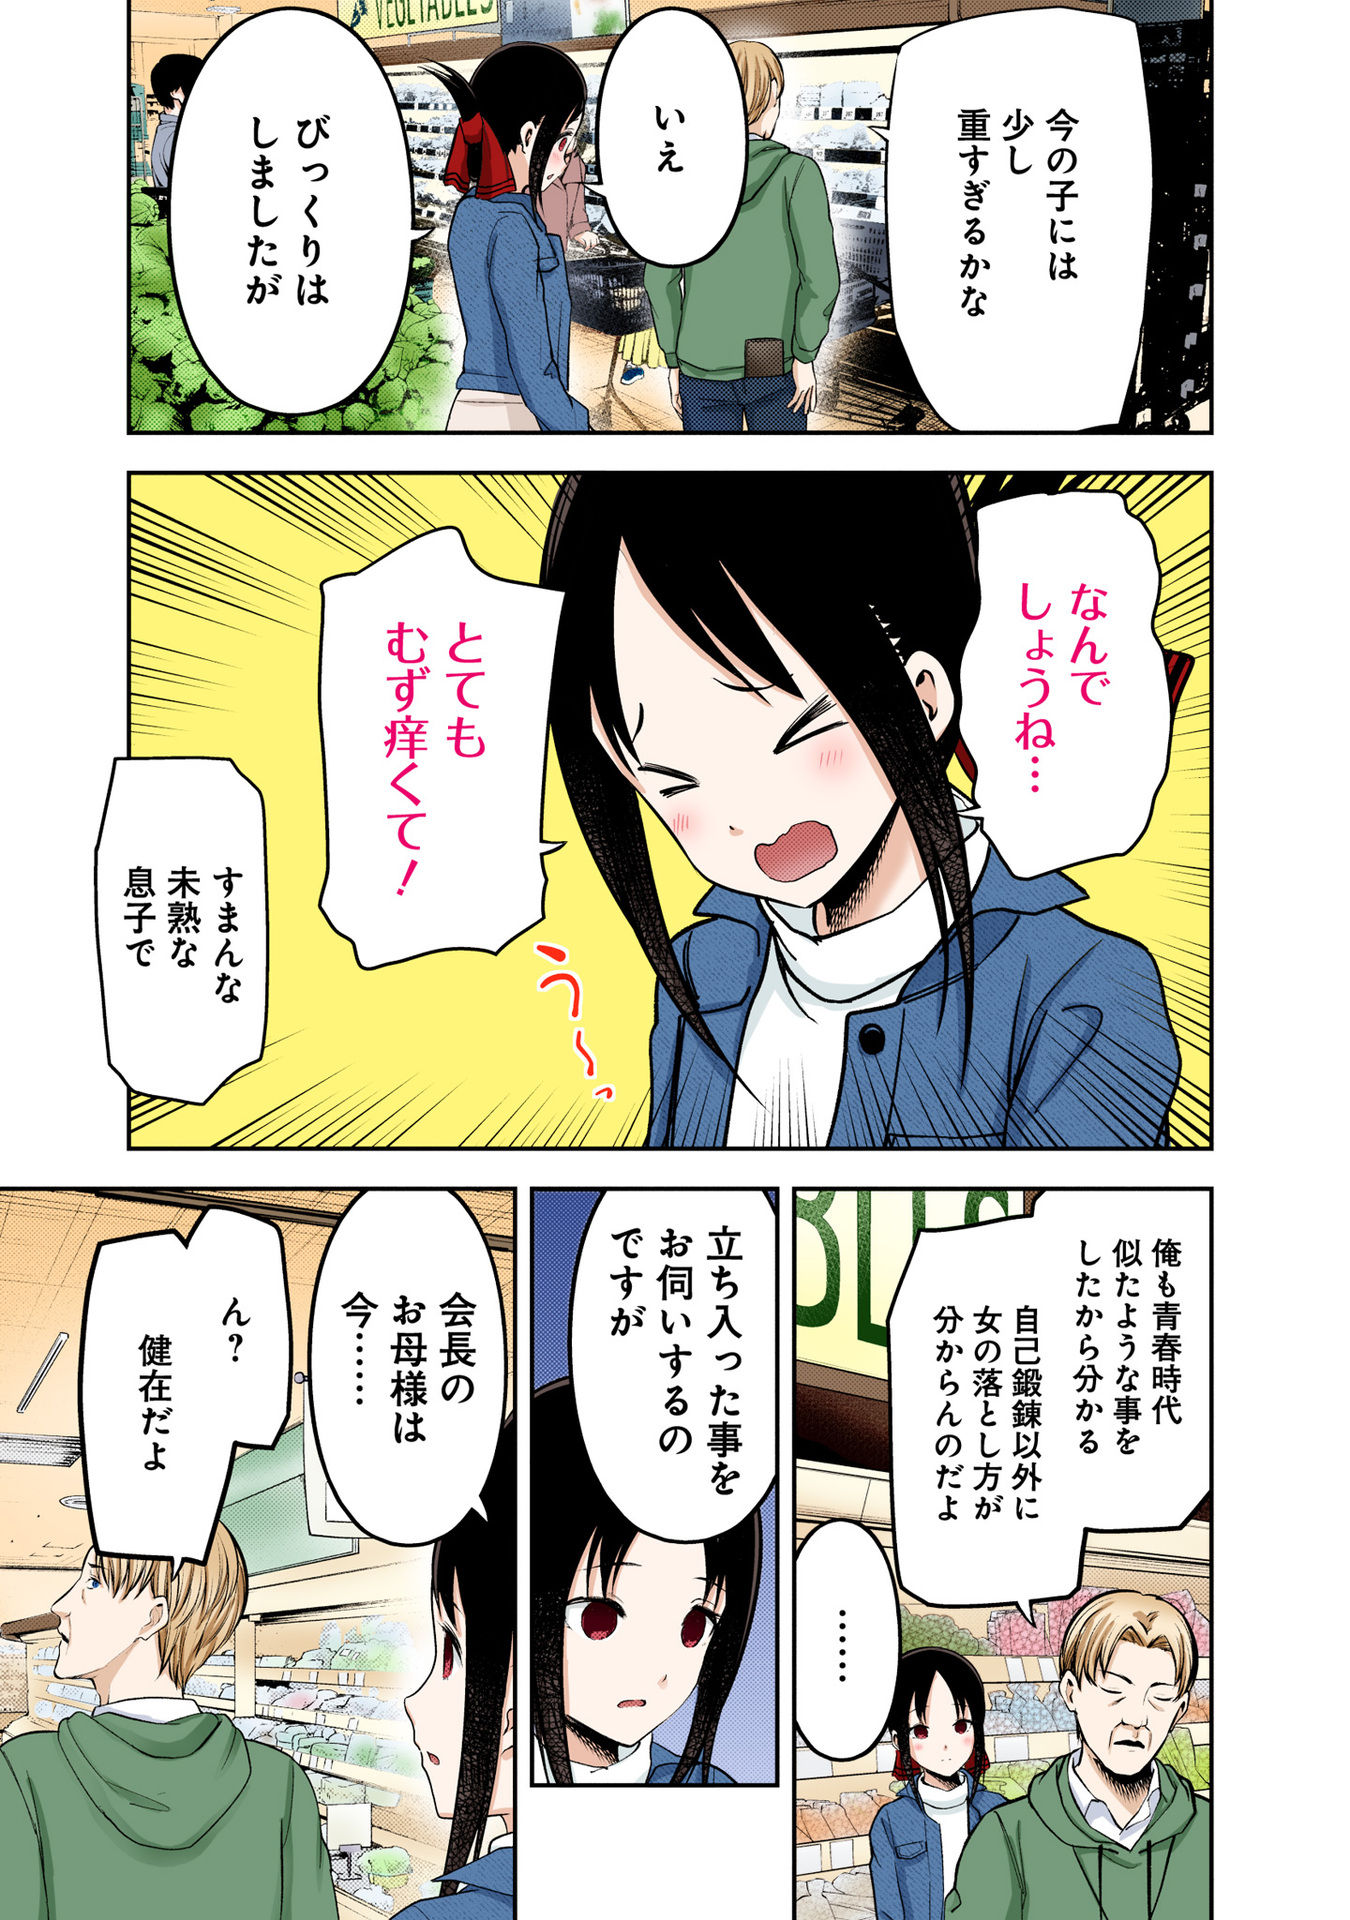 VEGETABLES
今の子には
少し
重すぎるかな
いえ
びっくりは
しましたが
なんで
しょうね…
とても
むず痒くて！
う〜
すまんな
未熟な
息子で
俺も青春時代
似たような事を
したから分かる
自己鍛錬以外に
女の落とし方が
分からんのだよ
……
立ち入った事を
お伺いするの
ですが
会長の
お母様は
今……
ん？
健在だよ